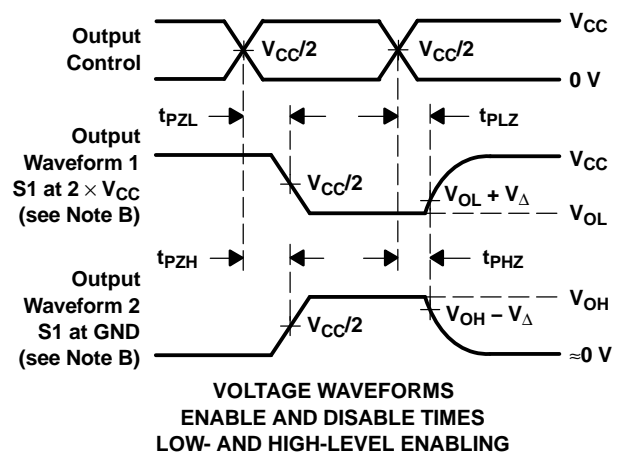 Output
Control
V_CC/2
V_CC/2
V_CC
0 V
t_PZL
t_PLZ
Output
Waveform 1
S1 at 2 × V_CC
(see Note B)
V_CC/2
V_CC
V_OL + V_Δ
V_OL
t_PZH
t_PHZ
Output
Waveform 2
S1 at GND
(see Note B)
V_CC/2
V_OH
V_OH − V_Δ
≈0 V
VOLTAGE WAVEFORMS
ENABLE AND DISABLE TIMES
LOW- AND HIGH-LEVEL ENABLING